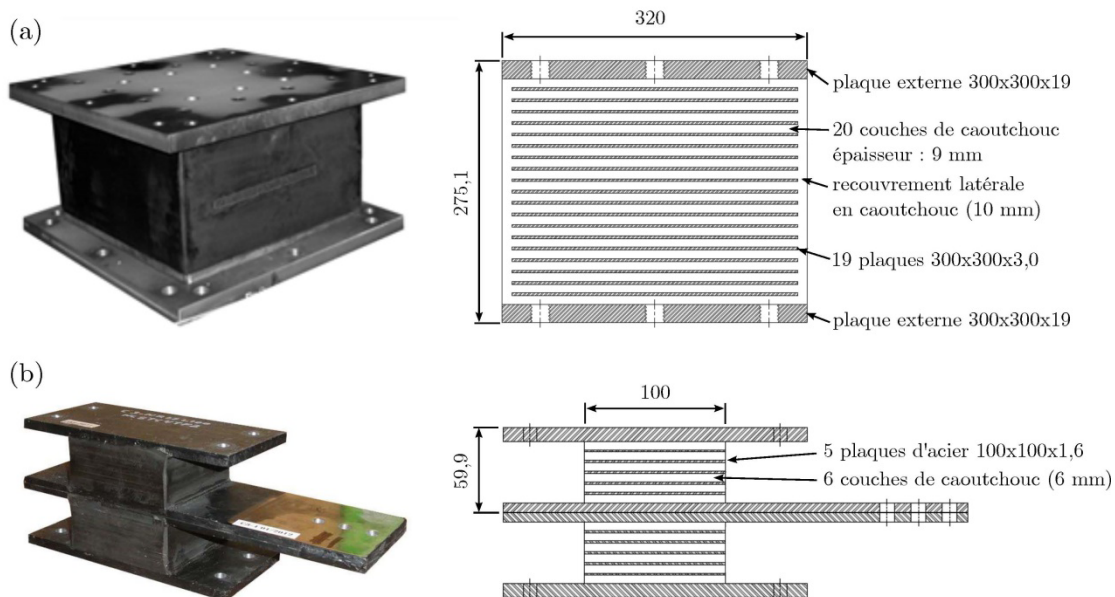 (a)
320
275,1
plaque externe 300x300x19
20 couches de caoutchouc
épaisseur : 9 mm
recouvrement latérale
en caoutchouc (10 mm)
19 plaques 300x300x3,0
plaque externe 300x300x19
(b)
100
59,9
5 plaques d'acier 100x100x1,6
6 couches de caoutchouc (6 mm)